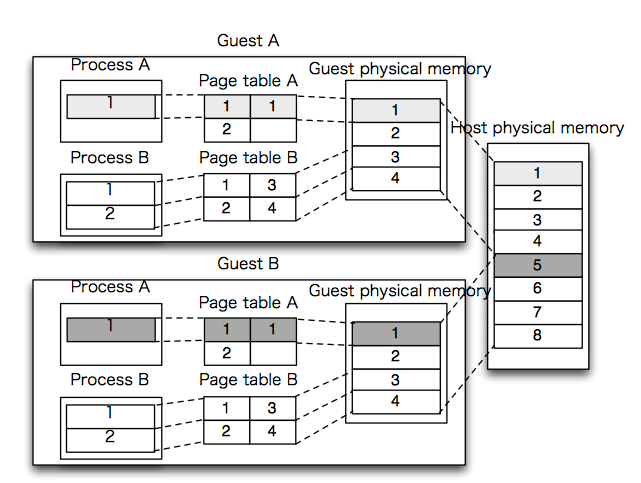 Guest A
Process A
1
Page table A
1 1
2
Guest physical memory
1
2
3
4
Process B
1
2
Page table B
1 3
2 4
Host physical memory
1
2
3
4
5
6
7
8
Guest B
Process A
1
Page table A
1 1
2
Guest physical memory
1
2
3
4
Process B
1
2
Page table B
1 3
2 4